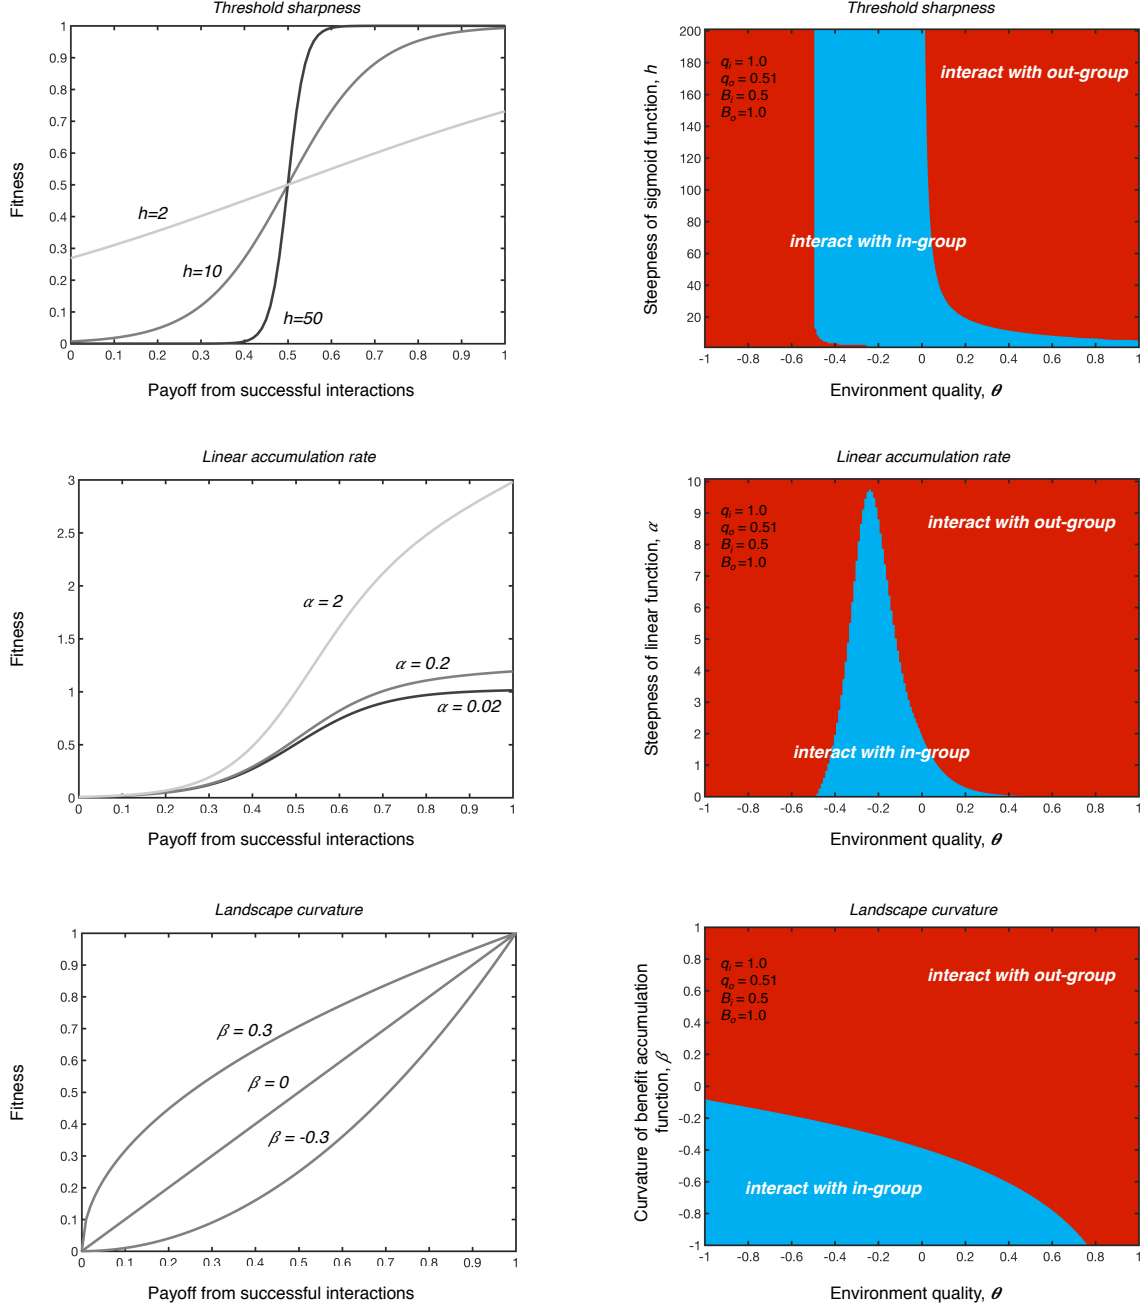 Threshold sharpness
1
0.9
0.8
0.7
0.6
0.5
0.4
0.3
0.2
0.1
0
Fitness
h=2
h=10
h=50
0 0.1 0.2 0.3 0.4 0.5 0.6 0.7 0.8 0.9 1
Payoff from successful interactions
Threshold sharpness
200
180
160
140
120
100
80
60
40
20
Steepness of sigmoid function, h
qi = 1.0
qo = 0.51
Bi = 0.5
Bo=1.0
interact with out-group
interact with in-group
-1 -0.8 -0.6 -0.4 -0.2 0 0.2 0.4 0.6 0.8 1
Environment quality, θ
Linear accumulation rate
3
2.5
2
1.5
1
0.5
0
Fitness
α = 2
α = 0.2
α = 0.02
0 0.1 0.2 0.3 0.4 0.5 0.6 0.7 0.8 0.9 1
Payoff from successful interactions
Linear accumulation rate
10
9
8
7
6
5
4
3
2
1
0
Steepness of linear function, α
qi = 1.0
qo = 0.51
Bi = 0.5
Bo=1.0
interact with out-group
interact with in-group
-1 -0.8 -0.6 -0.4 -0.2 0 0.2 0.4 0.6 0.8 1
Environment quality, θ
Landscape curvature
1
0.9
0.8
0.7
0.6
0.5
0.4
0.3
0.2
0.1
0
Fitness
β = 0.3
β = 0
β = -0.3
0 0.1 0.2 0.3 0.4 0.5 0.6 0.7 0.8 0.9 1
Payoff from successful interactions
Landscape curvature
1
0.8
0.6
0.4
0.2
0
-0.2
-0.4
-0.6
-0.8
-1
Curvature of benefit accumulation
function, β
qi = 1.0
qo = 0.51
Bi = 0.5
Bo=1.0
interact with out-group
interact with in-group
-1 -0.8 -0.6 -0.4 -0.2 0 0.2 0.4 0.6 0.8 1
Environment quality, θ